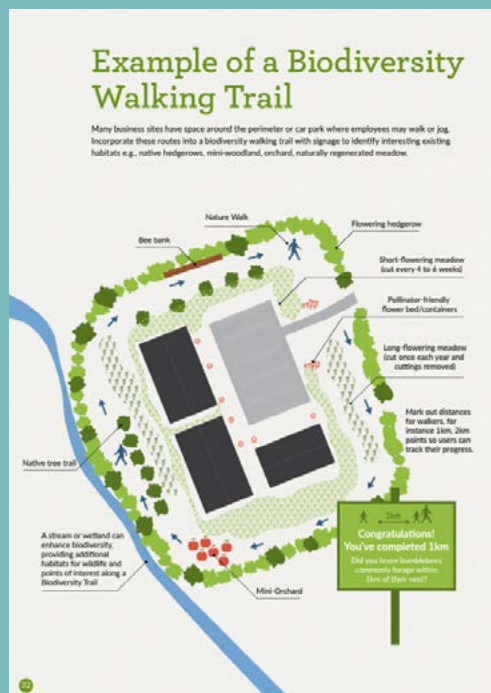 Example of a Biodiversity
Walking Trail
Many business sites have space around the perimeter or car park where employees may walk or jog.
Incorporate these routes into a biodiversity walking trail with signage to identify interesting existing
habitats e.g., native hedgerows, mini-woodland, orchard, naturally regenerated meadow.
Nature Walk
Flowering hedgerow
Bee bank
Short-flowering meadow
(cut every 4 to 6 weeks)
Pollinator-friendly
flower bed/containers
Long-flowering meadow
(cut once each year and
cuttings removed)
Mark out distances
for walkers, for
instance 1km, 2km
points so users can
track their progress.
Native tree trail
A stream or wetland can
enhance biodiversity,
providing additional
habitats for wildlife and
points of interest along a
Biodiversity Trail
Mini-Orchard
1km
Congratulations!
You've completed 1km
Did you know bumblebees
commonly forage within
1km of their nest?
32